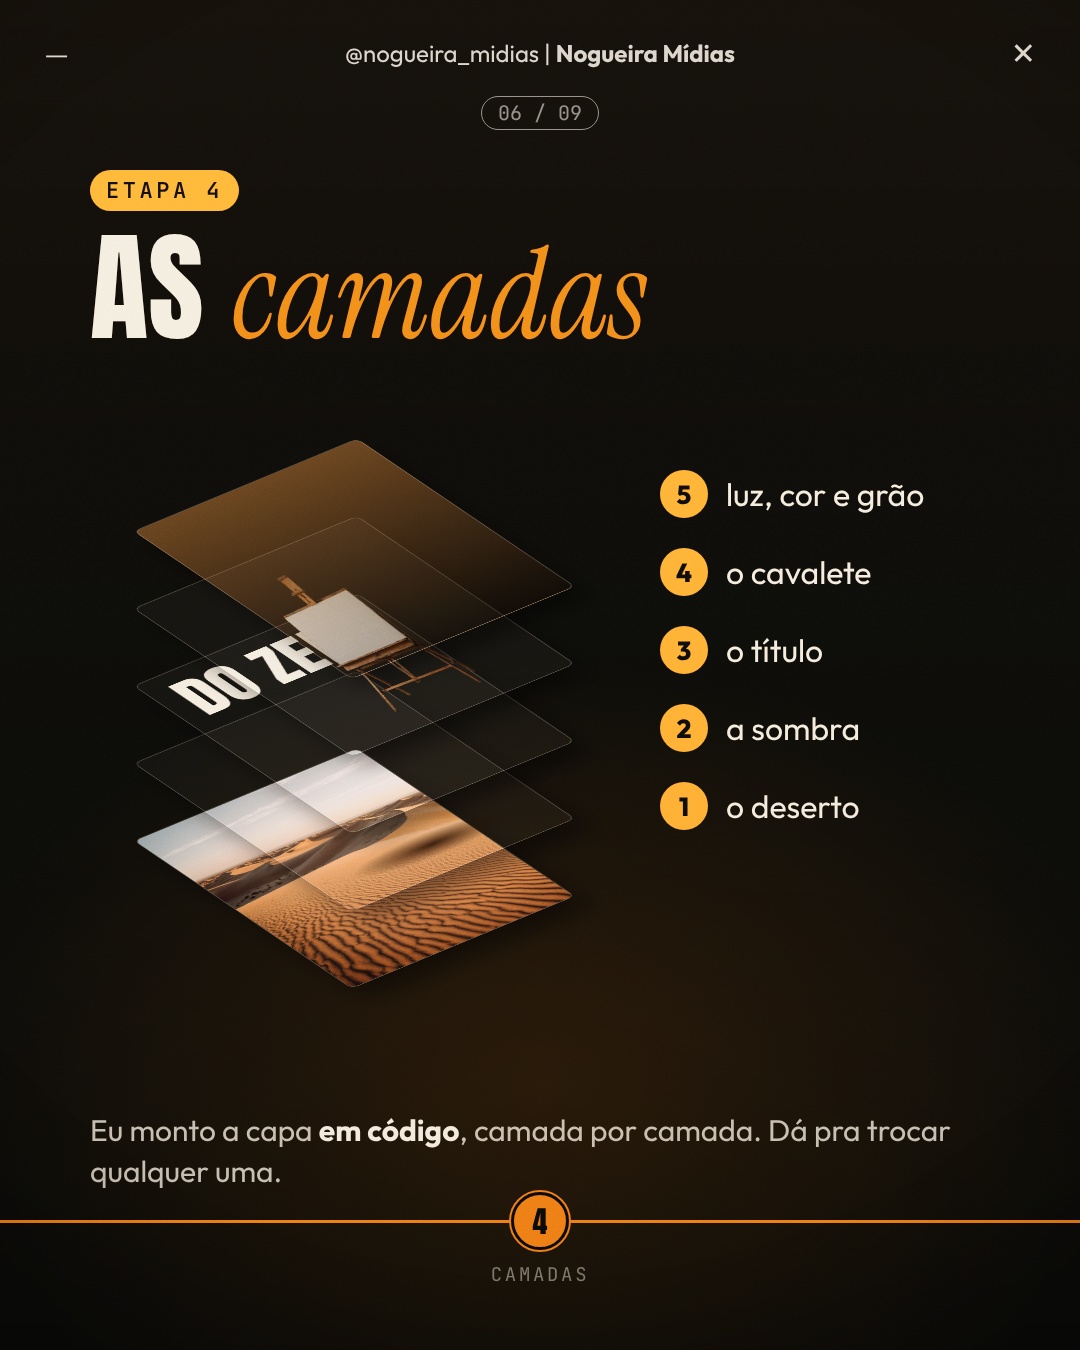 —
@nogueira_midias | Nogueira Mídias
✕
06 / 09
ETAPA 4
AS camadas
5 luz, cor e grão
4 o cavalete
DO ZE
3 o título
2 a sombra
1 o deserto
Eu monto a capa em código, camada por camada. Dá pra trocar
qualquer uma.
4
CAMADAS